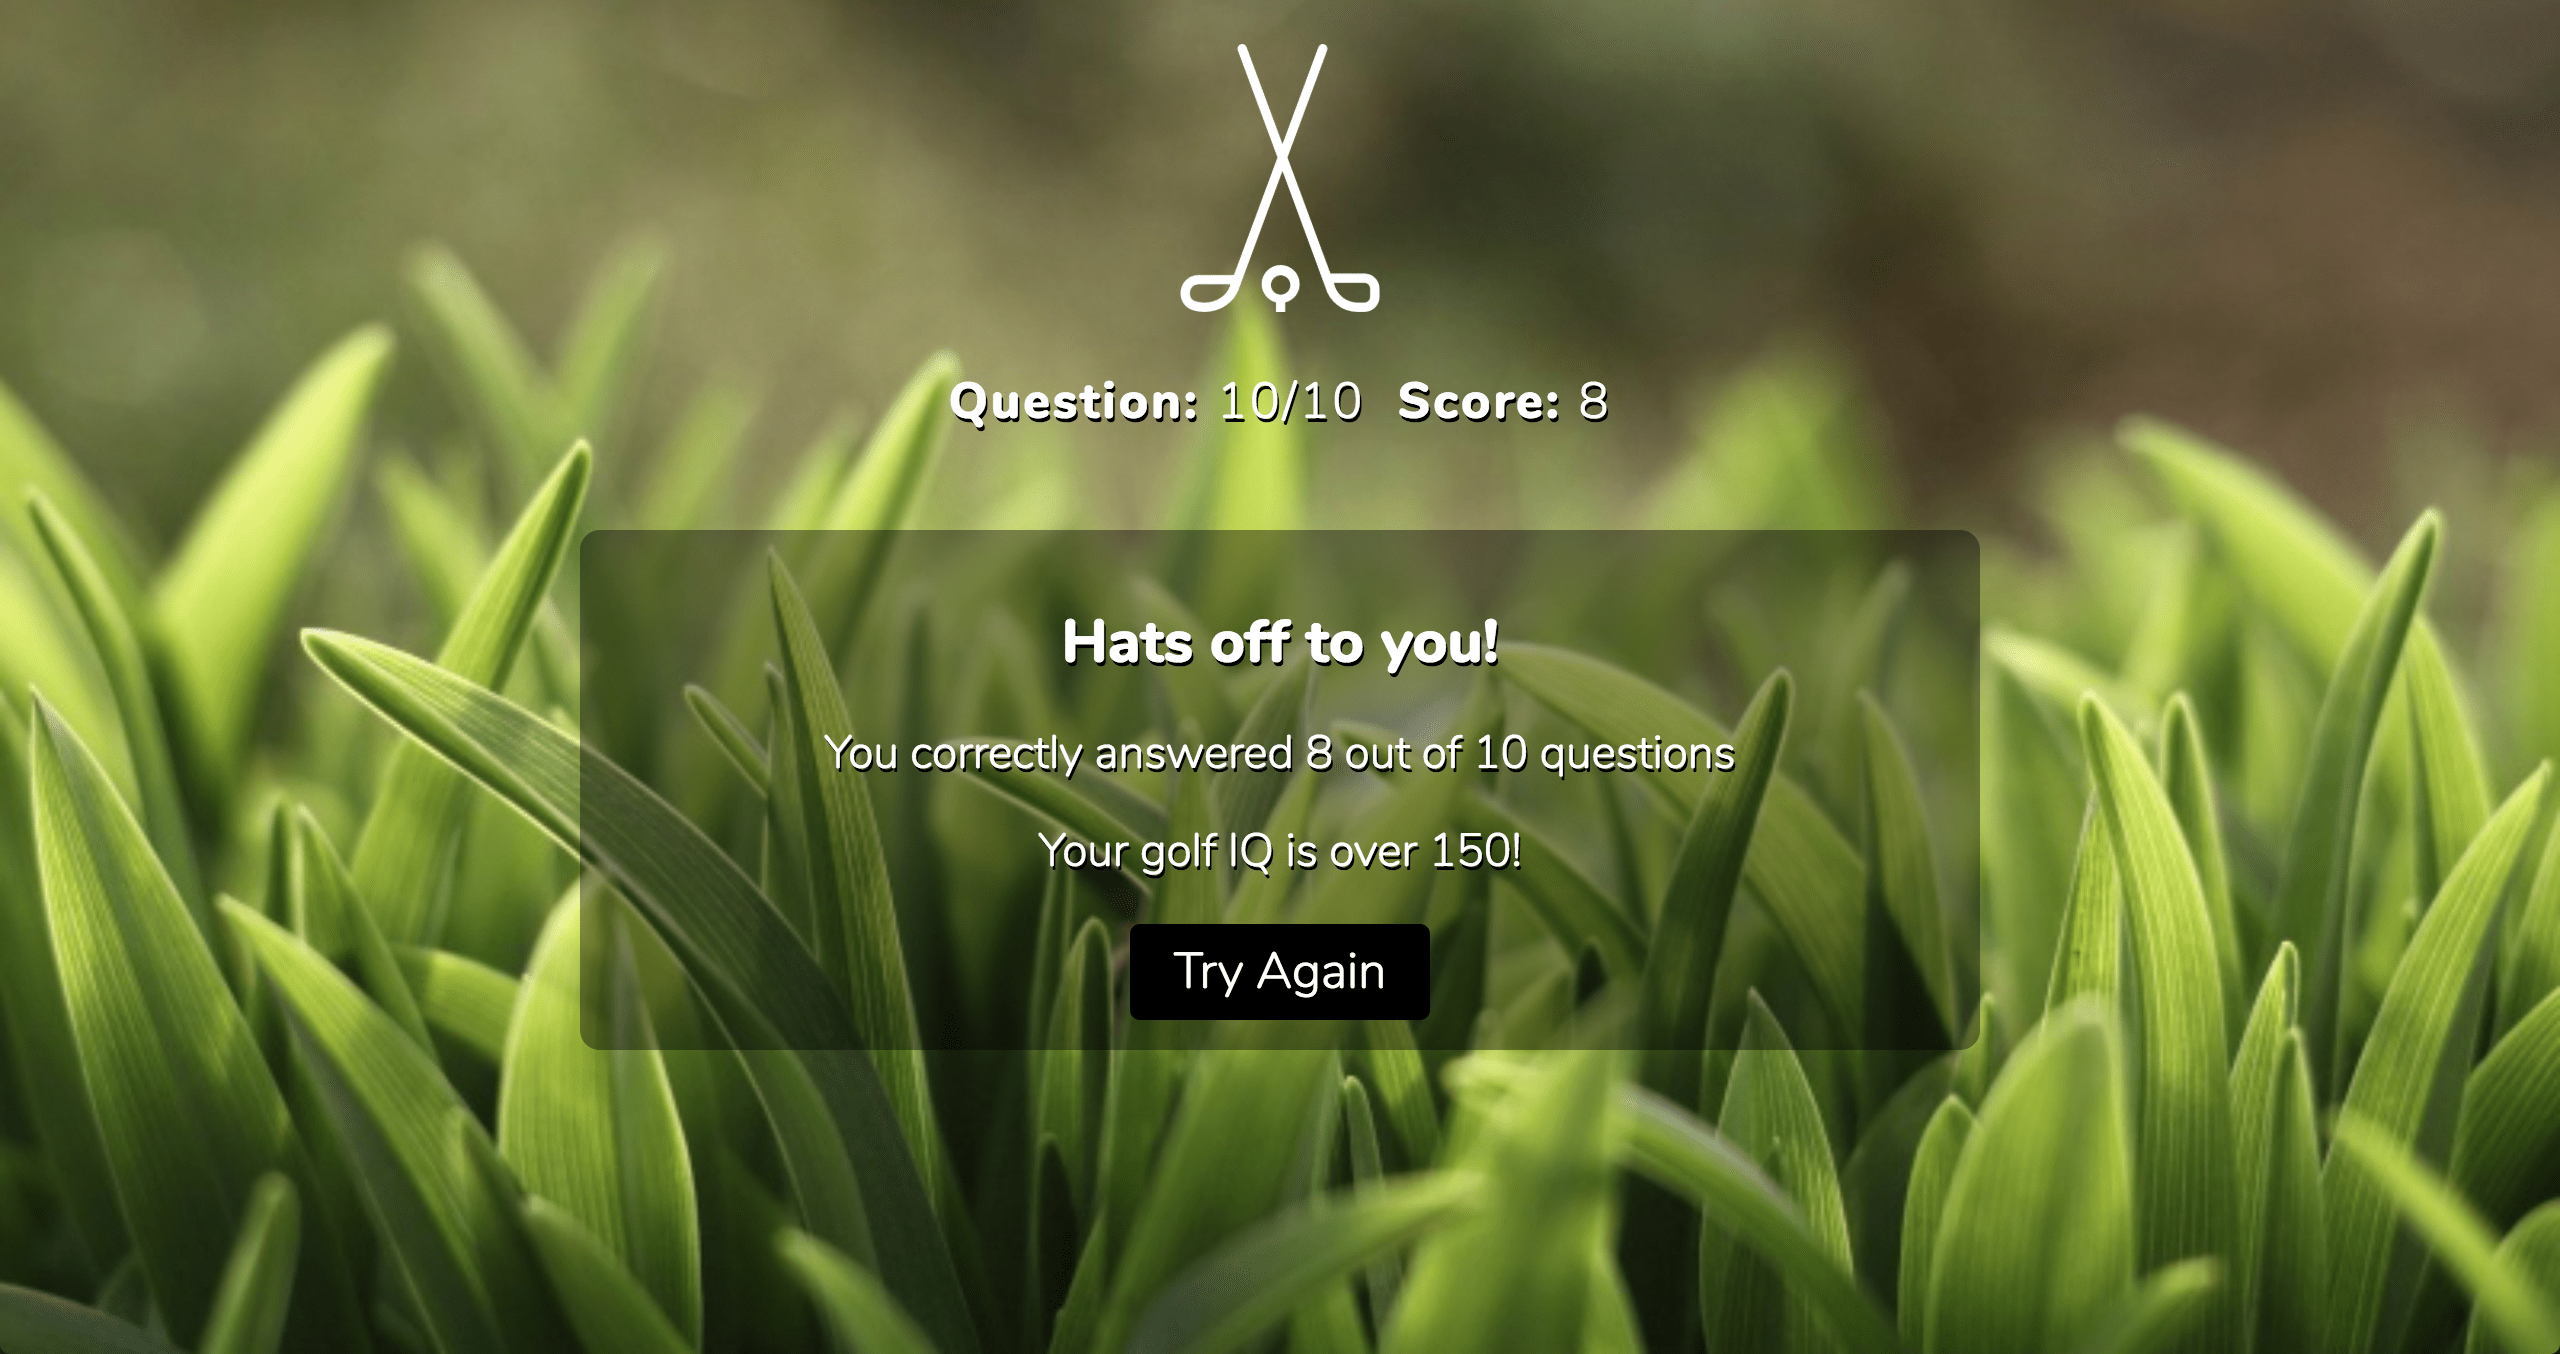 Question: 10/10 Score: 8
Hats off to you!
You correctly answered 8 out of 10 questions
Your golf IQ is over 150!
Try Again